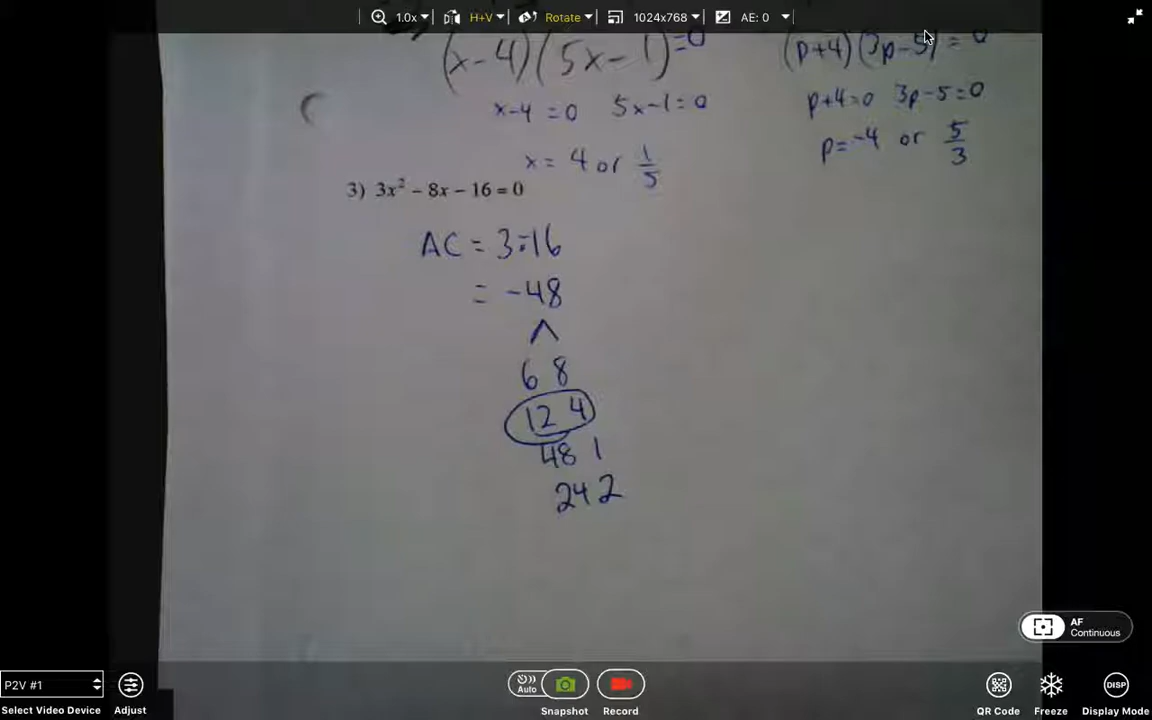 1.0x H+V Rotate 1024x768 AE: 0
(x-4)(5x-1)=0
x-4=0 5x-1=0
x= 4 or 1/5
(p+4)(3p-5)=0
p+4=0 3p-5=0
p=-4 or 5/3
3) 3x² - 8x - 16 = 0
AC = 3·-16
= -48
6 8
12 4
48 1
24 2
AF
Continuous
P2V #1
Select Video Device
Adjust
Auto
Snapshot
Record
QR Code
Freeze
DISP
Display Mode